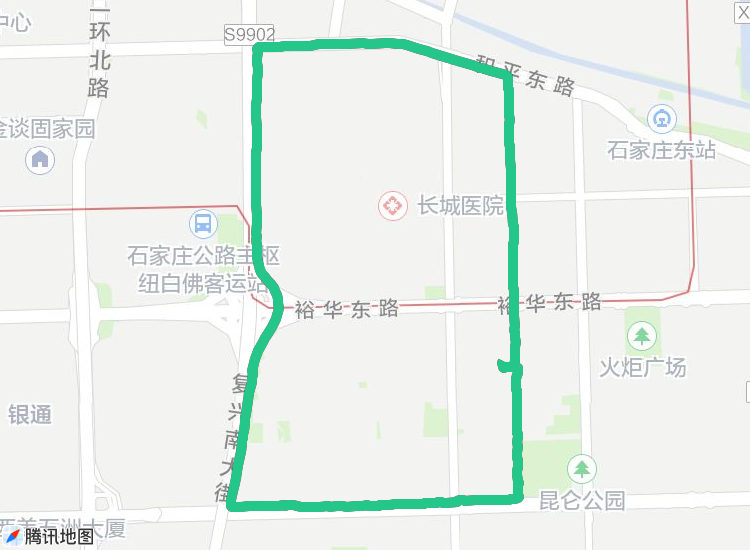 中心
二环北路
S9902
X
和平东路
金谈固家园
石家庄东站
长城医院
石家庄公路主枢
纽白佛客运站
裕华东路
裕华东路
火炬广场
复兴南大街
银通
昆仑公园
西美五洲大厦
腾讯地图